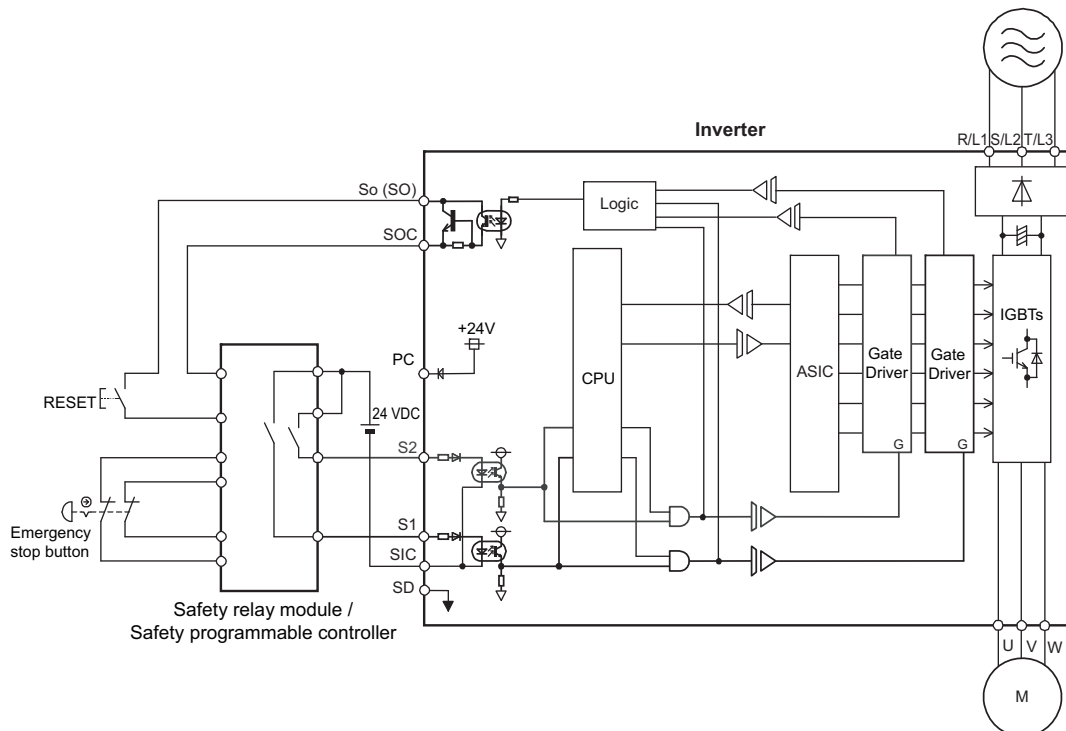 Inverter
R/L1 S/L2 T/L3
So (SO)
Logic
SOC
+24V
IGBTs
PC
CPU
ASIC
Gate
Driver
Gate
Driver
RESET
24 VDC
S2
G
G
Emergency
stop button
S1
SIC
SD
Safety relay module /
Safety programmable controller
U V W
M